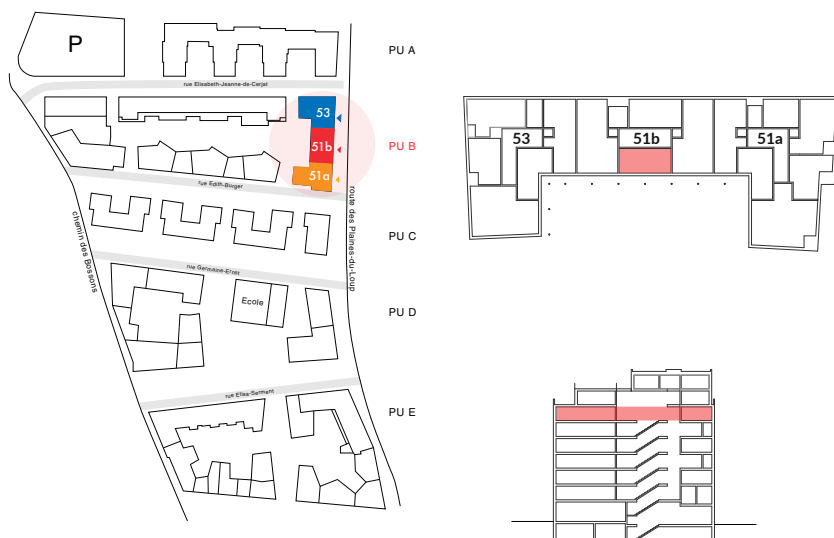 P
PU A
rue Elisabeth-Jeanne-de-Cerjat
53
51b
51a
PU B
rue Edith-Burger
route des Plaines-du-Loup
chemin des Bossons
PU C
rue Germaine-Ernst
Ecole
PU D
rue Elisa-Serment
PU E
53
51b
51a